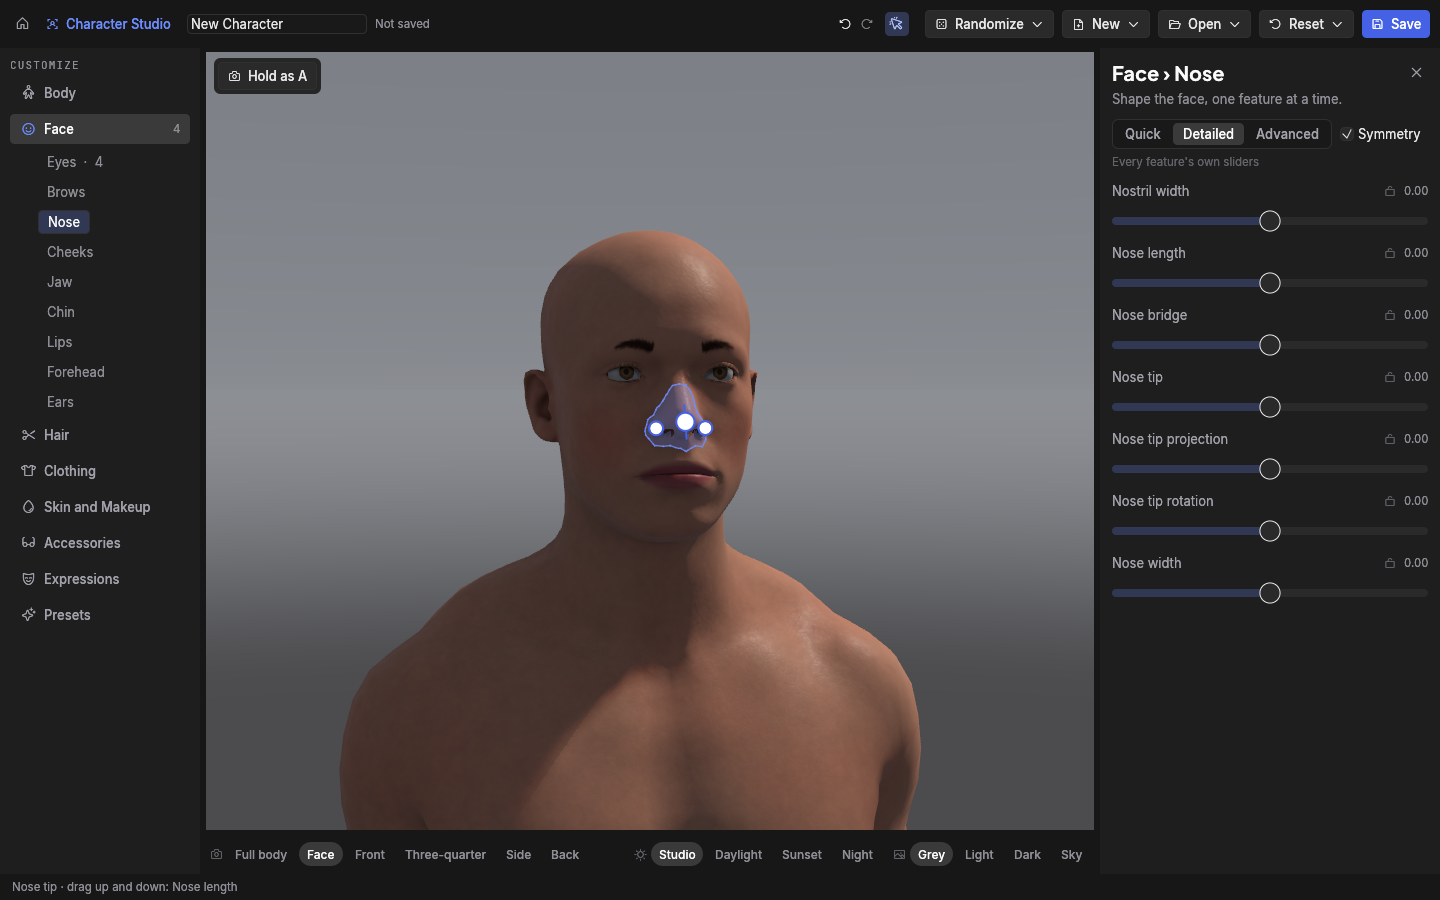 Character Studio
New Character
Not saved
Randomize
New
Open
Reset
Save
CUSTOMIZE
Body
Face 4
Eyes · 4
Brows
Nose
Cheeks
Jaw
Chin
Lips
Forehead
Ears
Hair
Clothing
Skin and Makeup
Accessories
Expressions
Presets
Hold as A
Face › Nose
Shape the face, one feature at a time.
Quick Detailed Advanced Symmetry
Every feature's own sliders
Nostril width 0.00
Nose length 0.00
Nose bridge 0.00
Nose tip 0.00
Nose tip projection 0.00
Nose tip rotation 0.00
Nose width 0.00
Full body Face Front Three-quarter Side Back Studio Daylight Sunset Night Grey Light Dark Sky
Nose tip · drag up and down: Nose length